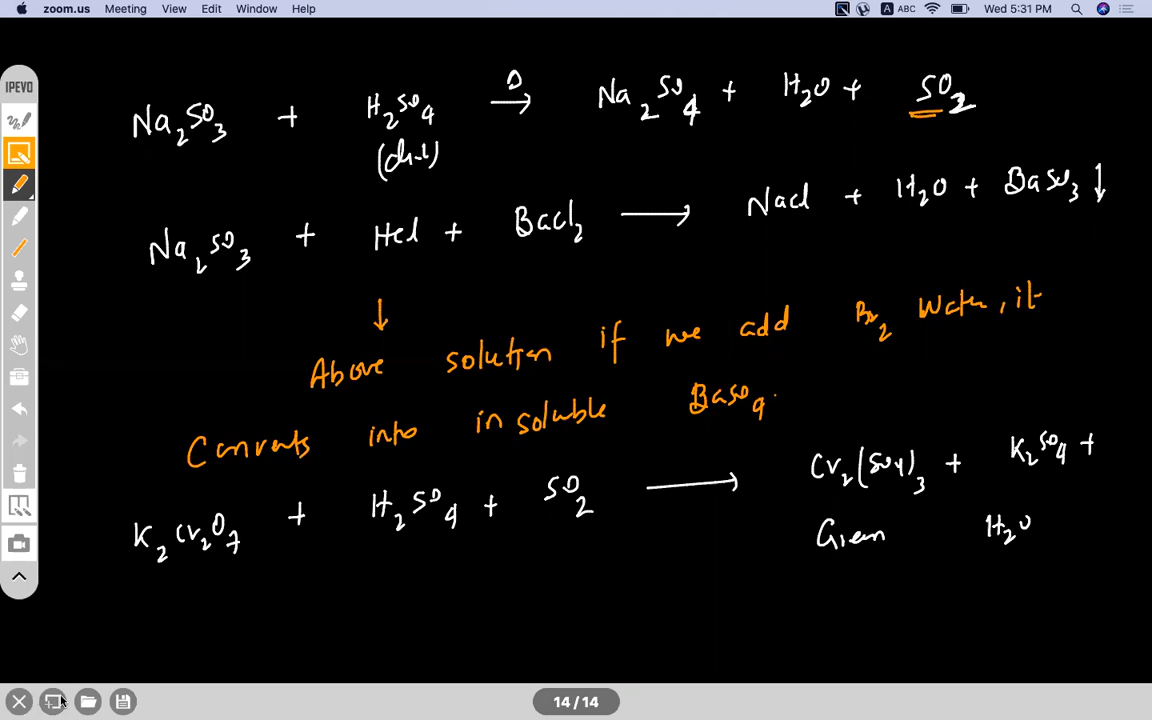 zoom.us Meeting View Edit Window Help A ABC Wed 5:31 PM
IPEVO
Na2SO3 + H2SO4 Δ→ Na2SO4 + H2O + SO2
(dil)
Na2SO3 + HCl + BaCl2 → NaCl + H2O + BaSO3 ↓
↓
Above solution if we add Br2 Water, it
Converts into insoluble BaSO4.
K2Cr2O7 + H2SO4 + SO2 → Cr2(SO4)3 + K2SO4 +
Green H2O
14/14